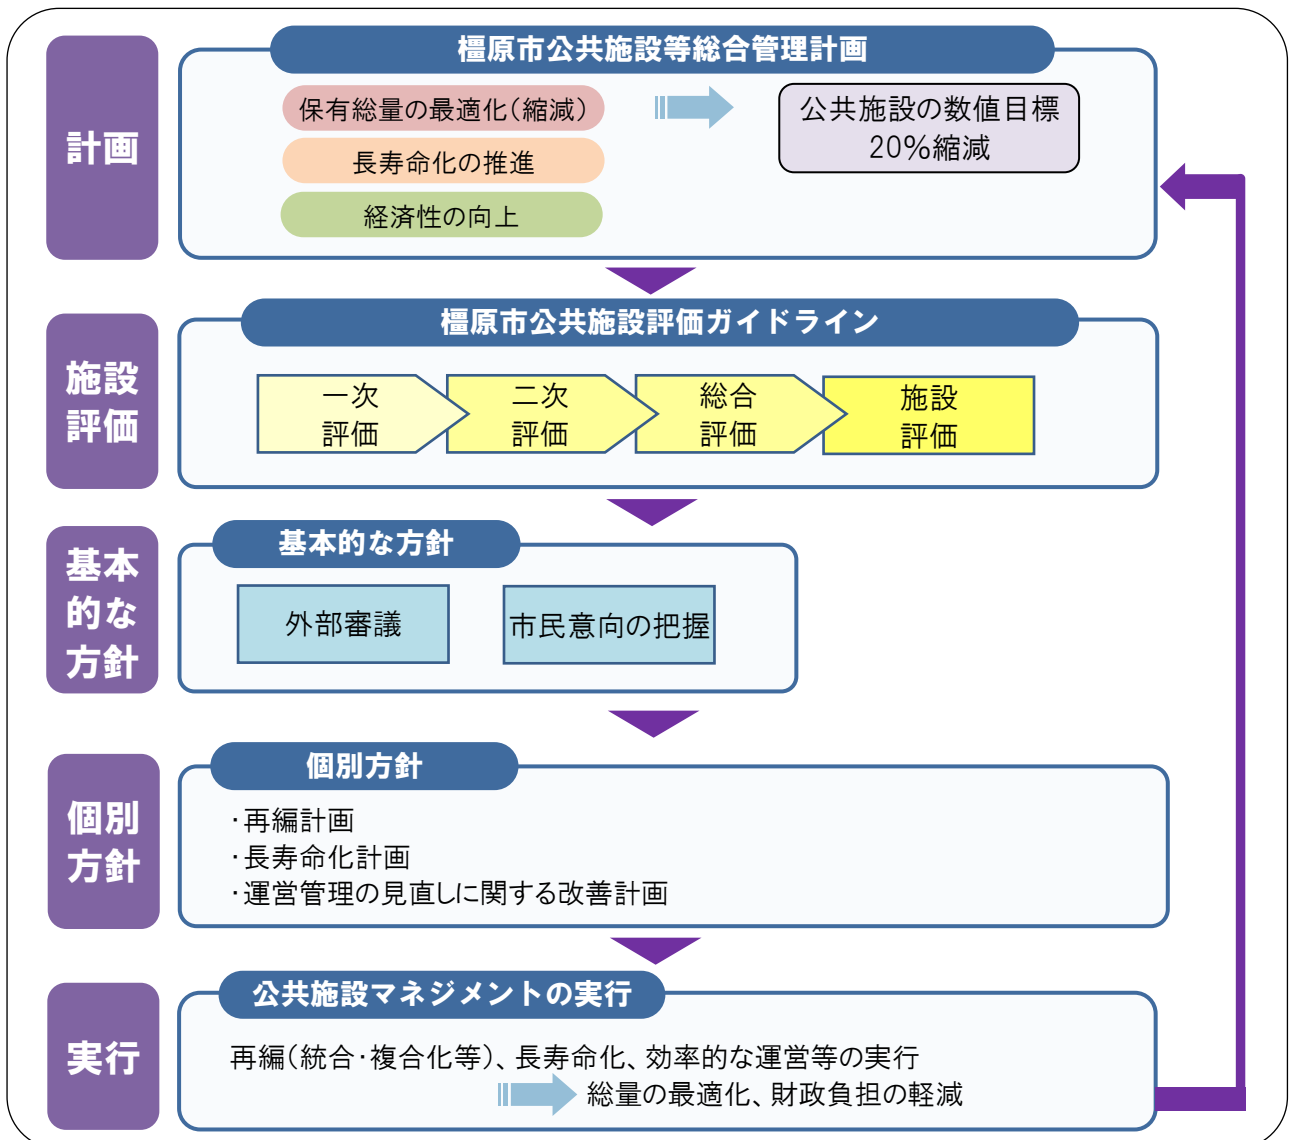 計画
橿原市公共施設等総合管理計画
保有総量の最適化（縮減）
長寿命化の推進
経済性の向上
公共施設の数値目標
20％縮減
施設
評価
橿原市公共施設評価ガイドライン
一次
評価
二次
評価
総合
評価
施設
評価
基本
的な
方針
基本的な方針
外部審議
市民意向の把握
個別
方針
個別方針
・再編計画
・長寿命化計画
・運営管理の見直しに関する改善計画
実行
公共施設マネジメントの実行
再編（統合・複合化等）、長寿命化、効率的な運営等の実行
総量の最適化、財政負担の軽減